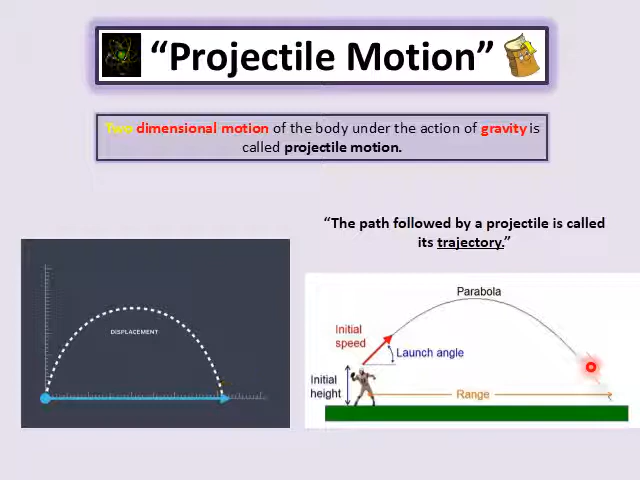 “Projectile Motion”
Two dimensional motion of the body under the action of gravity is
called projectile motion.
“The path followed by a projectile is called
its trajectory.”
DISPLACEMENT
Parabola
Initial
speed
Launch angle
Initial
height
Range